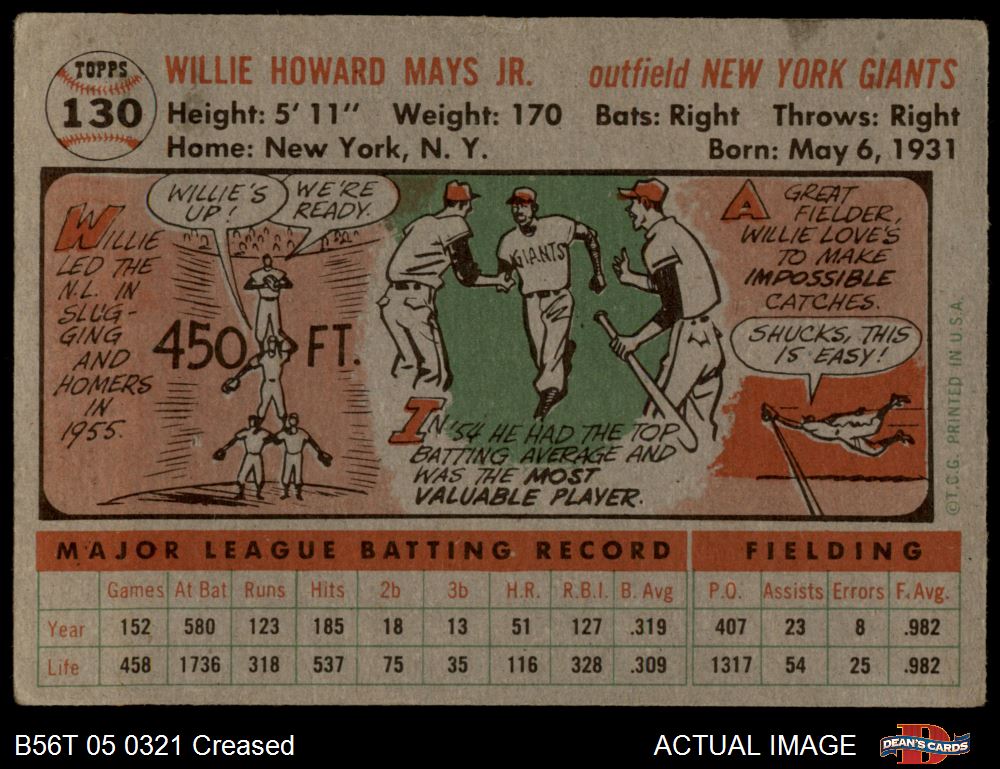 TOPPS
130
WILLIE HOWARD MAYS JR. outfield NEW YORK GIANTS
Height: 5' 11" Weight: 170 Bats: Right Throws: Right
Home: New York, N. Y. Born: May 6, 1931
WILLIE
LED THE
N.L. IN
SLUG-
GING
AND
HOMERS
IN
1955.
WILLIE'S
UP!
WE'RE
READY.
450 FT.
GIANTS
IN '54 HE HAD THE TOP
BATTING AVERAGE AND
WAS THE MOST
VALUABLE PLAYER.
A GREAT
FIELDER,
WILLIE LOVE'S
TO MAKE
IMPOSSIBLE
CATCHES.
SHUCKS, THIS
IS EASY!
©T.C.G. PRINTED IN U.S.A.
MAJOR LEAGUE BATTING RECORD FIELDING
Games At Bat Runs Hits 2b 3b H.R. R.B.I. B. Avg P.O. Assists Errors F. Avg.
Year 152 580 123 185 18 13 51 127 .319 407 23 8 .982
Life 458 1736 318 537 75 35 116 328 .309 1317 54 25 .982
B56T 05 0321 Creased ACTUAL IMAGE
DEAN'S CARDS